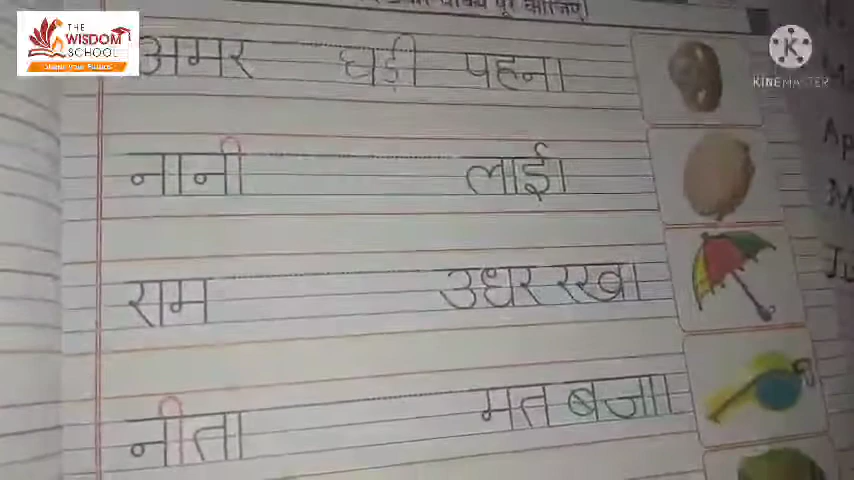 THE
WISDOM
SCHOOL
KINEMASTER
अमर घड़ी पहना
नानी लाई
राम उधर रखा
नीता मत बजा